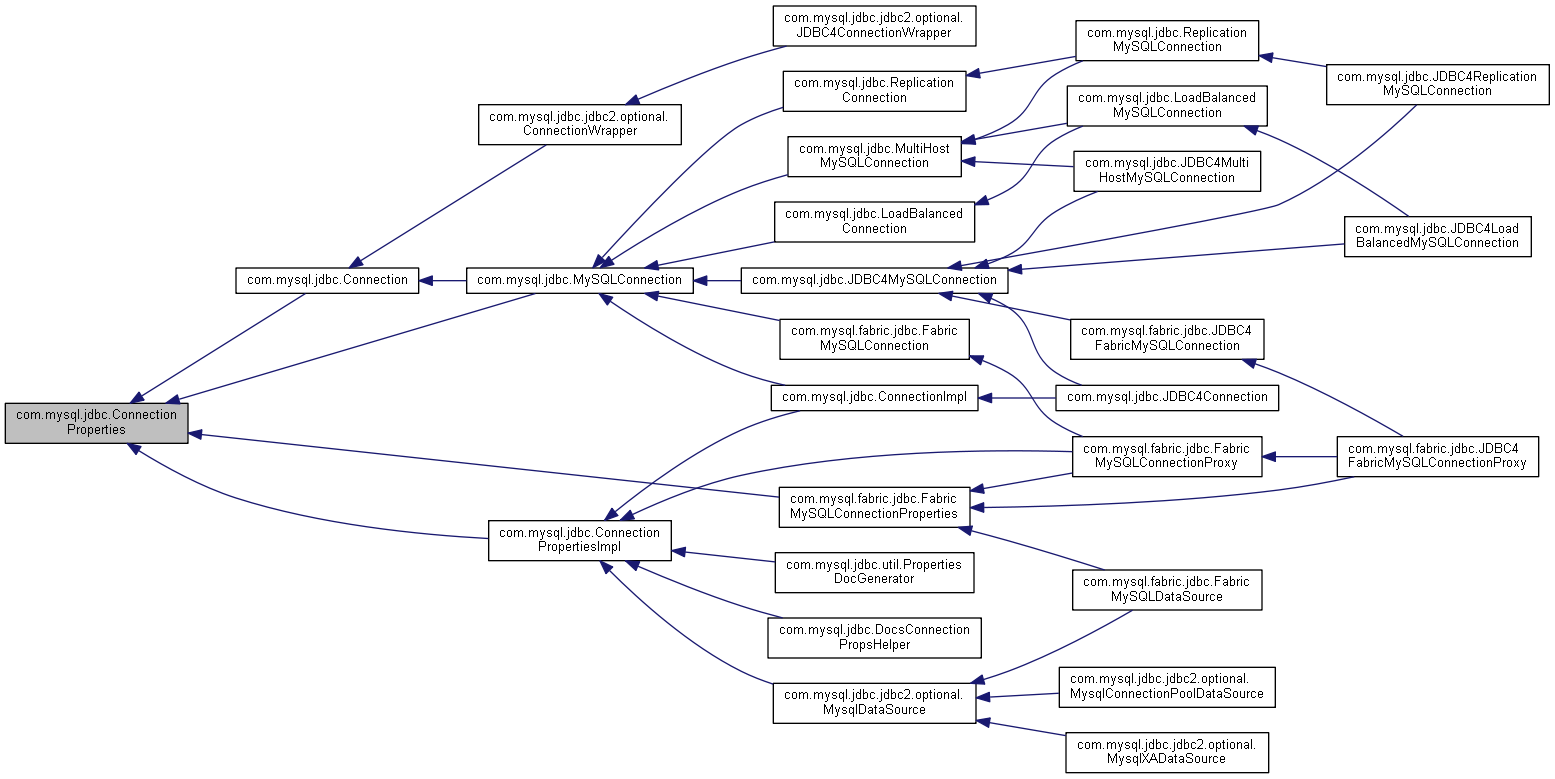 com.mysql.jdbc.jdbc2.optional.
JDBC4ConnectionWrapper
com.mysql.jdbc.Replication
MySQLConnection
com.mysql.jdbc.JDBC4Replication
MySQLConnection
com.mysql.jdbc.Replication
Connection
com.mysql.jdbc.LoadBalanced
MySQLConnection
com.mysql.jdbc.jdbc2.optional.
ConnectionWrapper
com.mysql.jdbc.MultiHost
MySQLConnection
com.mysql.jdbc.JDBC4Multi
HostMySQLConnection
com.mysql.jdbc.LoadBalanced
Connection
com.mysql.jdbc.JDBC4Load
BalancedMySQLConnection
com.mysql.jdbc.Connection
com.mysql.jdbc.MySQLConnection
com.mysql.jdbc.JDBC4MySQLConnection
com.mysql.fabric.jdbc.Fabric
MySQLConnection
com.mysql.fabric.jdbc.JDBC4
FabricMySQLConnection
com.mysql.jdbc.ConnectionImpl
com.mysql.jdbc.JDBC4Connection
com.mysql.jdbc.Connection
Properties
com.mysql.fabric.jdbc.Fabric
MySQLConnectionProxy
com.mysql.fabric.jdbc.JDBC4
FabricMySQLConnectionProxy
com.mysql.fabric.jdbc.Fabric
MySQLConnectionProperties
com.mysql.jdbc.Connection
PropertiesImpl
com.mysql.jdbc.util.Properties
DocGenerator
com.mysql.fabric.jdbc.Fabric
MySQLDataSource
com.mysql.jdbc.DocsConnection
PropsHelper
com.mysql.jdbc.jdbc2.optional.
MysqlDataSource
com.mysql.jdbc.jdbc2.optional.
MysqlConnectionPoolDataSource
com.mysql.jdbc.jdbc2.optional.
MysqlXADataSource